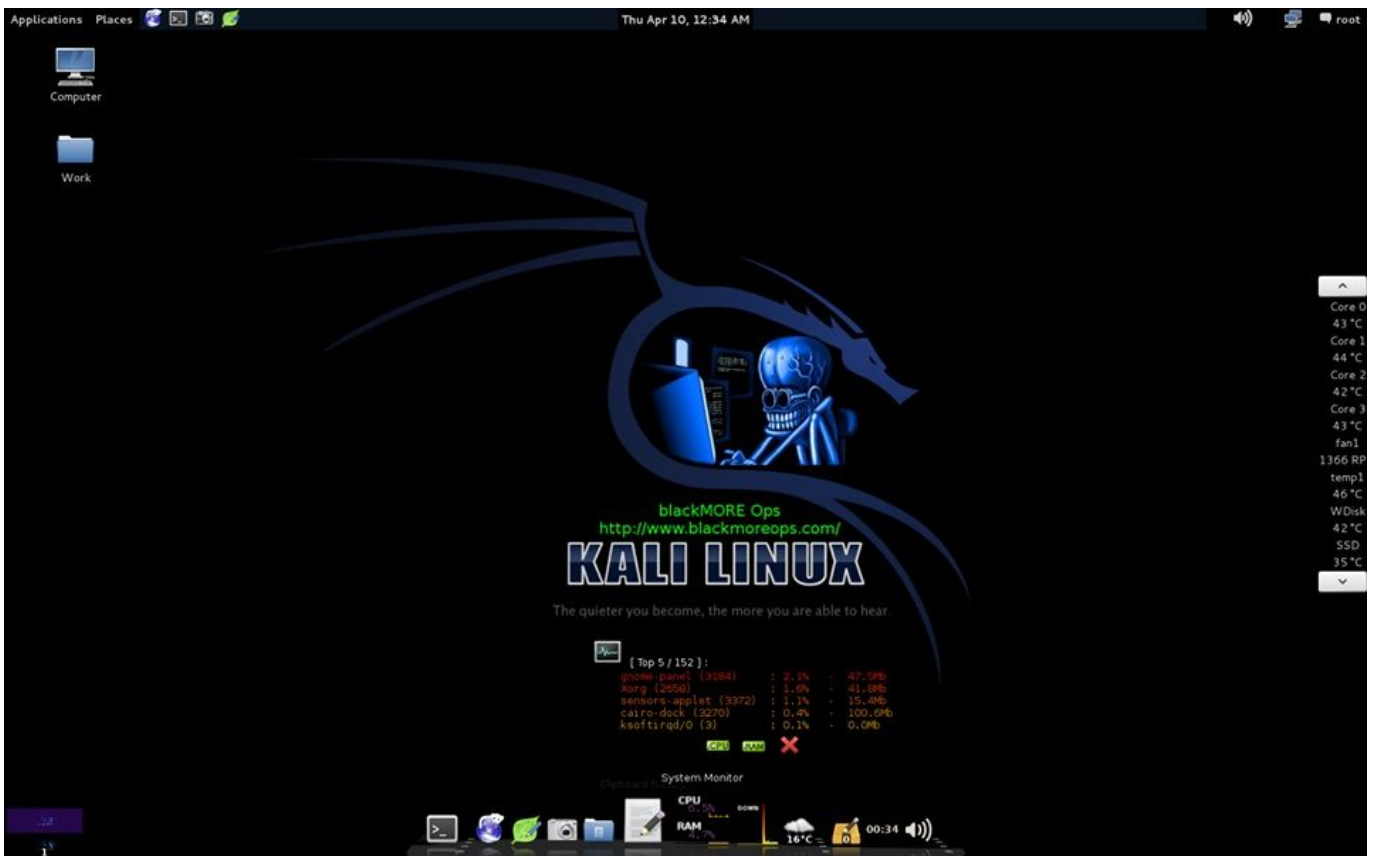 Applications Places
Thu Apr 10, 12:34 AM
root
Computer
Work
Core 0
43 °C
Core 1
44 °C
Core 2
42 °C
Core 3
43 °C
fan1
1366 RP
temp1
46 °C
WDisk
42 °C
SSD
35 °C
blackMORE Ops
http://www.blackmoreops.com/
KALI LINUX
The quieter you become, the more you are able to hear.
[ Top 5 / 152 ] :
gnome-panel (3184) : 2.1% - 47.5Mb
Xorg (2658) : 1.6% - 41.8Mb
sensors-applet (3372) : 1.1% - 15.4Mb
cairo-dock (3270) : 0.4% - 100.6Mb
ksoftirqd/0 (3) : 0.1% - 0.0Mb
CPU RAM
System Monitor
CPU
DOWN
RAM
4.7%
16°C
0
00:34